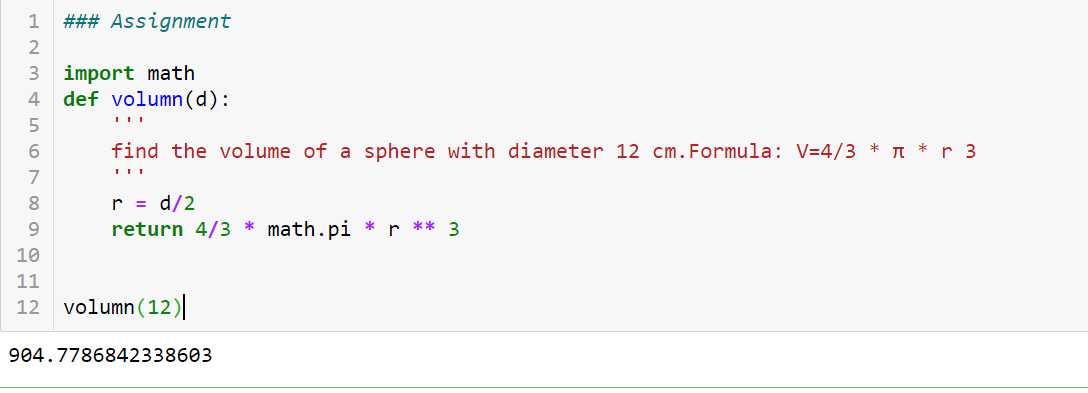 1 ### Assignment
2
3 import math
4 def volumn(d):
5     '''
6     find the volume of a sphere with diameter 12 cm.Formula: V=4/3 * π * r 3
7     '''
8     r = d/2
9     return 4/3 * math.pi * r ** 3
10
11
12 volumn(12)
904.7786842338603